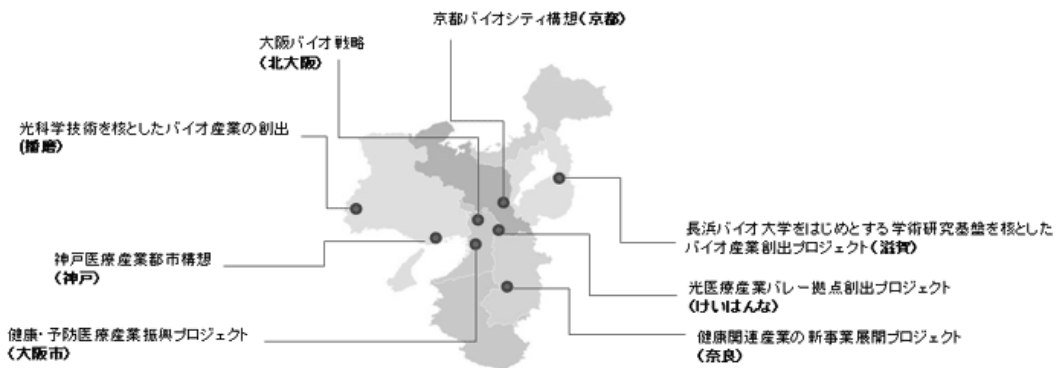 京都バイオシティ構想(京都)
大阪バイオ戦略
(北大阪)
光科学技術を核としたバイオ産業の創出
(播磨)
長浜バイオ大学をはじめとする学術研究基盤を核とした
バイオ産業創出プロジェクト(滋賀)
神戸医療産業都市構想
(神戸)
光医療産業バレー拠点創出プロジェクト
(けいはんな)
健康・予防医療産業振興プロジェクト
(大阪市)
健康関連産業の新事業展開プロジェクト
(奈良)